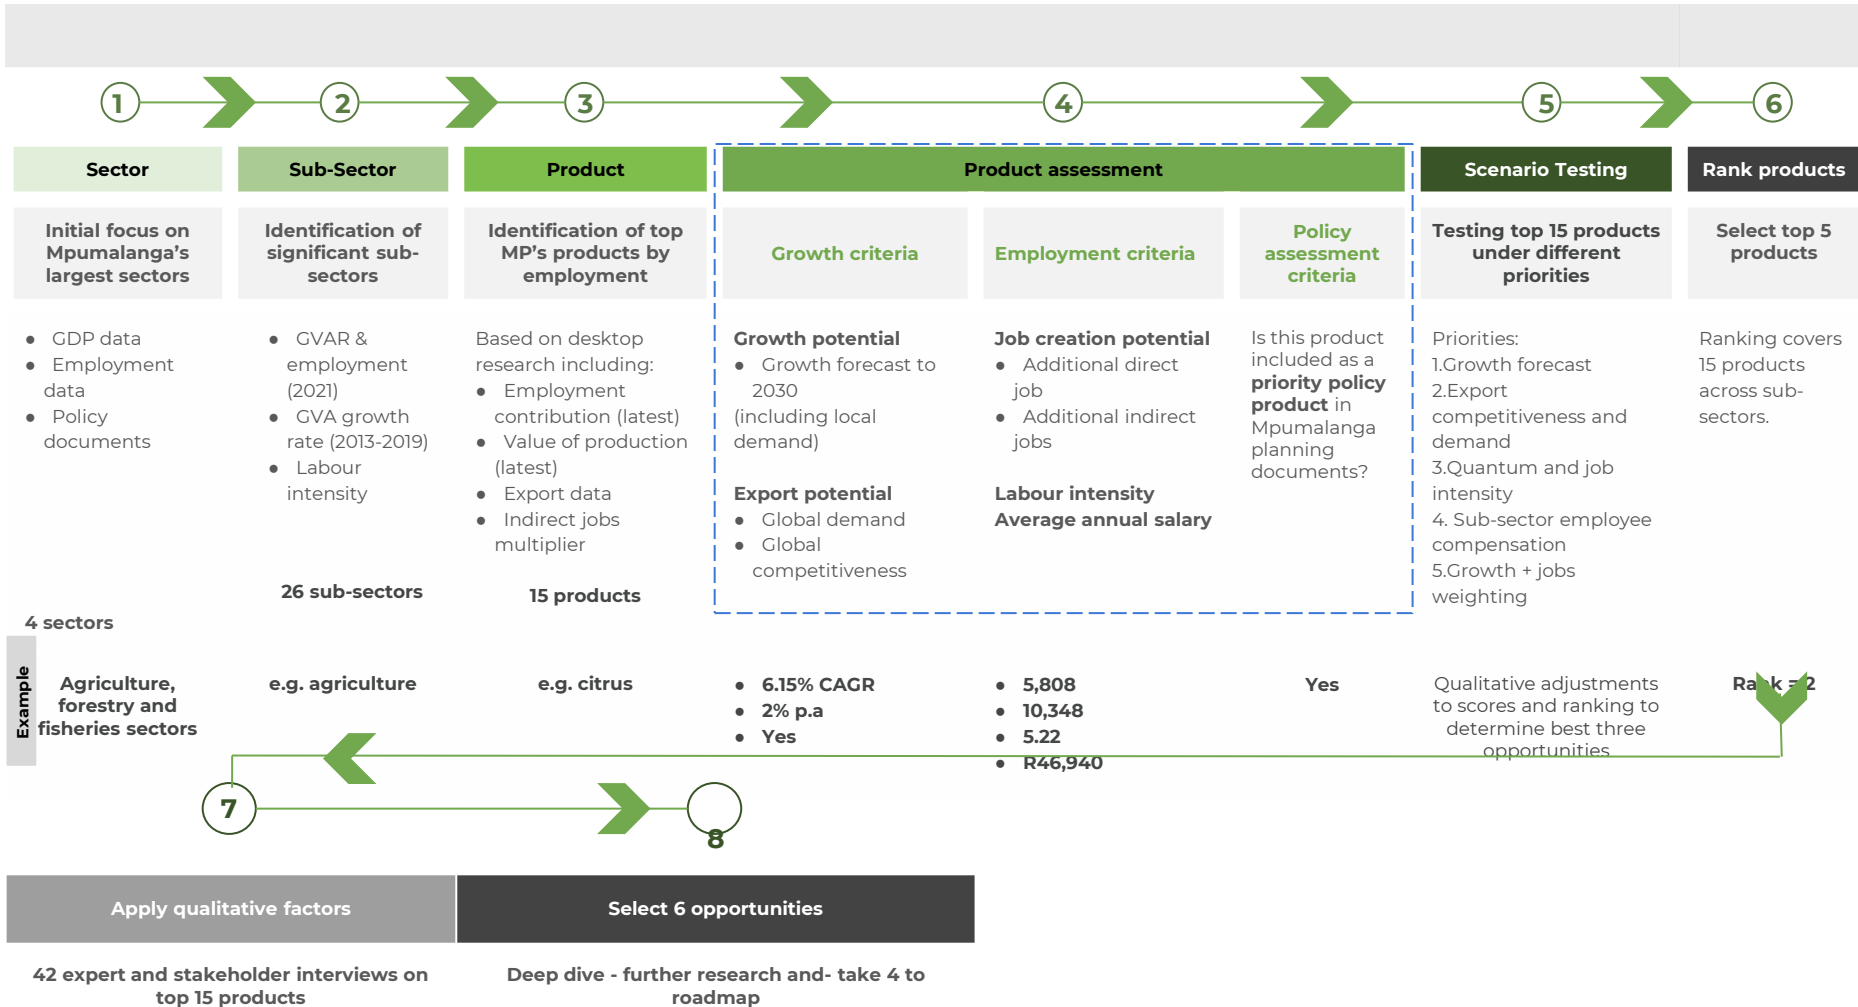 1
2
3
4
5
6
Sector
Sub-Sector
Product
Product assessment
Scenario Testing
Rank products
Initial focus on
Mpumalanga's
largest sectors
Identification of
significant sub-
sectors
Identification of top
MP's products by
employment
Growth criteria
Employment criteria
Policy
assessment
criteria
Testing top 15 products
under different
priorities
Select top 5
products
● GDP data
● Employment
data
● Policy
documents
4 sectors
● GVAR &
employment
(2021)
● GVA growth
rate (2013-2019)
● Labour
intensity
26 sub-sectors
Based on desktop
research including:
● Employment
contribution (latest)
● Value of production
(latest)
● Export data
● Indirect jobs
multiplier
15 products
Growth potential
● Growth forecast to
2030
(including local
demand)
Export potential
● Global demand
● Global
competitiveness
Job creation potential
● Additional direct
job
● Additional indirect
jobs
Labour intensity
Average annual salary
Is this product
included as a
priority policy
product in
Mpumalanga
planning
documents?
Priorities:
1.Growth forecast
2.Export
competitiveness and
demand
3.Quantum and job
intensity
4. Sub-sector employee
compensation
5.Growth + jobs
weighting
Ranking covers
15 products
across sub-
sectors.
Example
Agriculture,
forestry and
fisheries sectors
e.g. agriculture
e.g. citrus
● 6.15% CAGR
● 2% p.a
● Yes
● 5,808
● 10,348
● 5.22
● R46,940
Yes
Qualitative adjustments
to scores and ranking to
determine best three
opportunities
Rank = 2
7
8
Apply qualitative factors
Select 6 opportunities
42 expert and stakeholder interviews on
top 15 products
Deep dive - further research and- take 4 to
roadmap